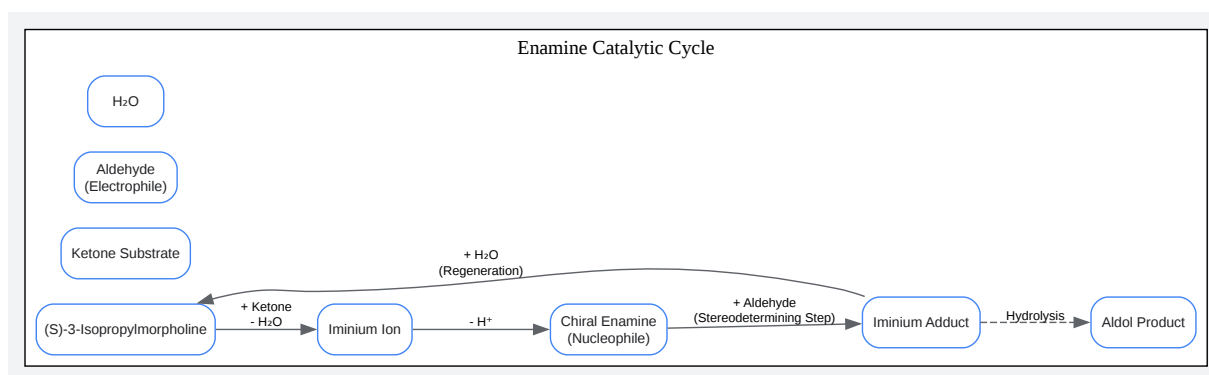 Enamine Catalytic Cycle
H₂O
Aldehyde
(Electrophile)
Ketone Substrate
+ H₂O
(Regeneration)
(S)-3-Isopropylmorpholine
+ Ketone
- H₂O
Iminium Ion
- H⁺
Chiral Enamine
(Nucleophile)
+ Aldehyde
(Stereodetermining Step)
Iminium Adduct
Hydrolysis
Aldol Product